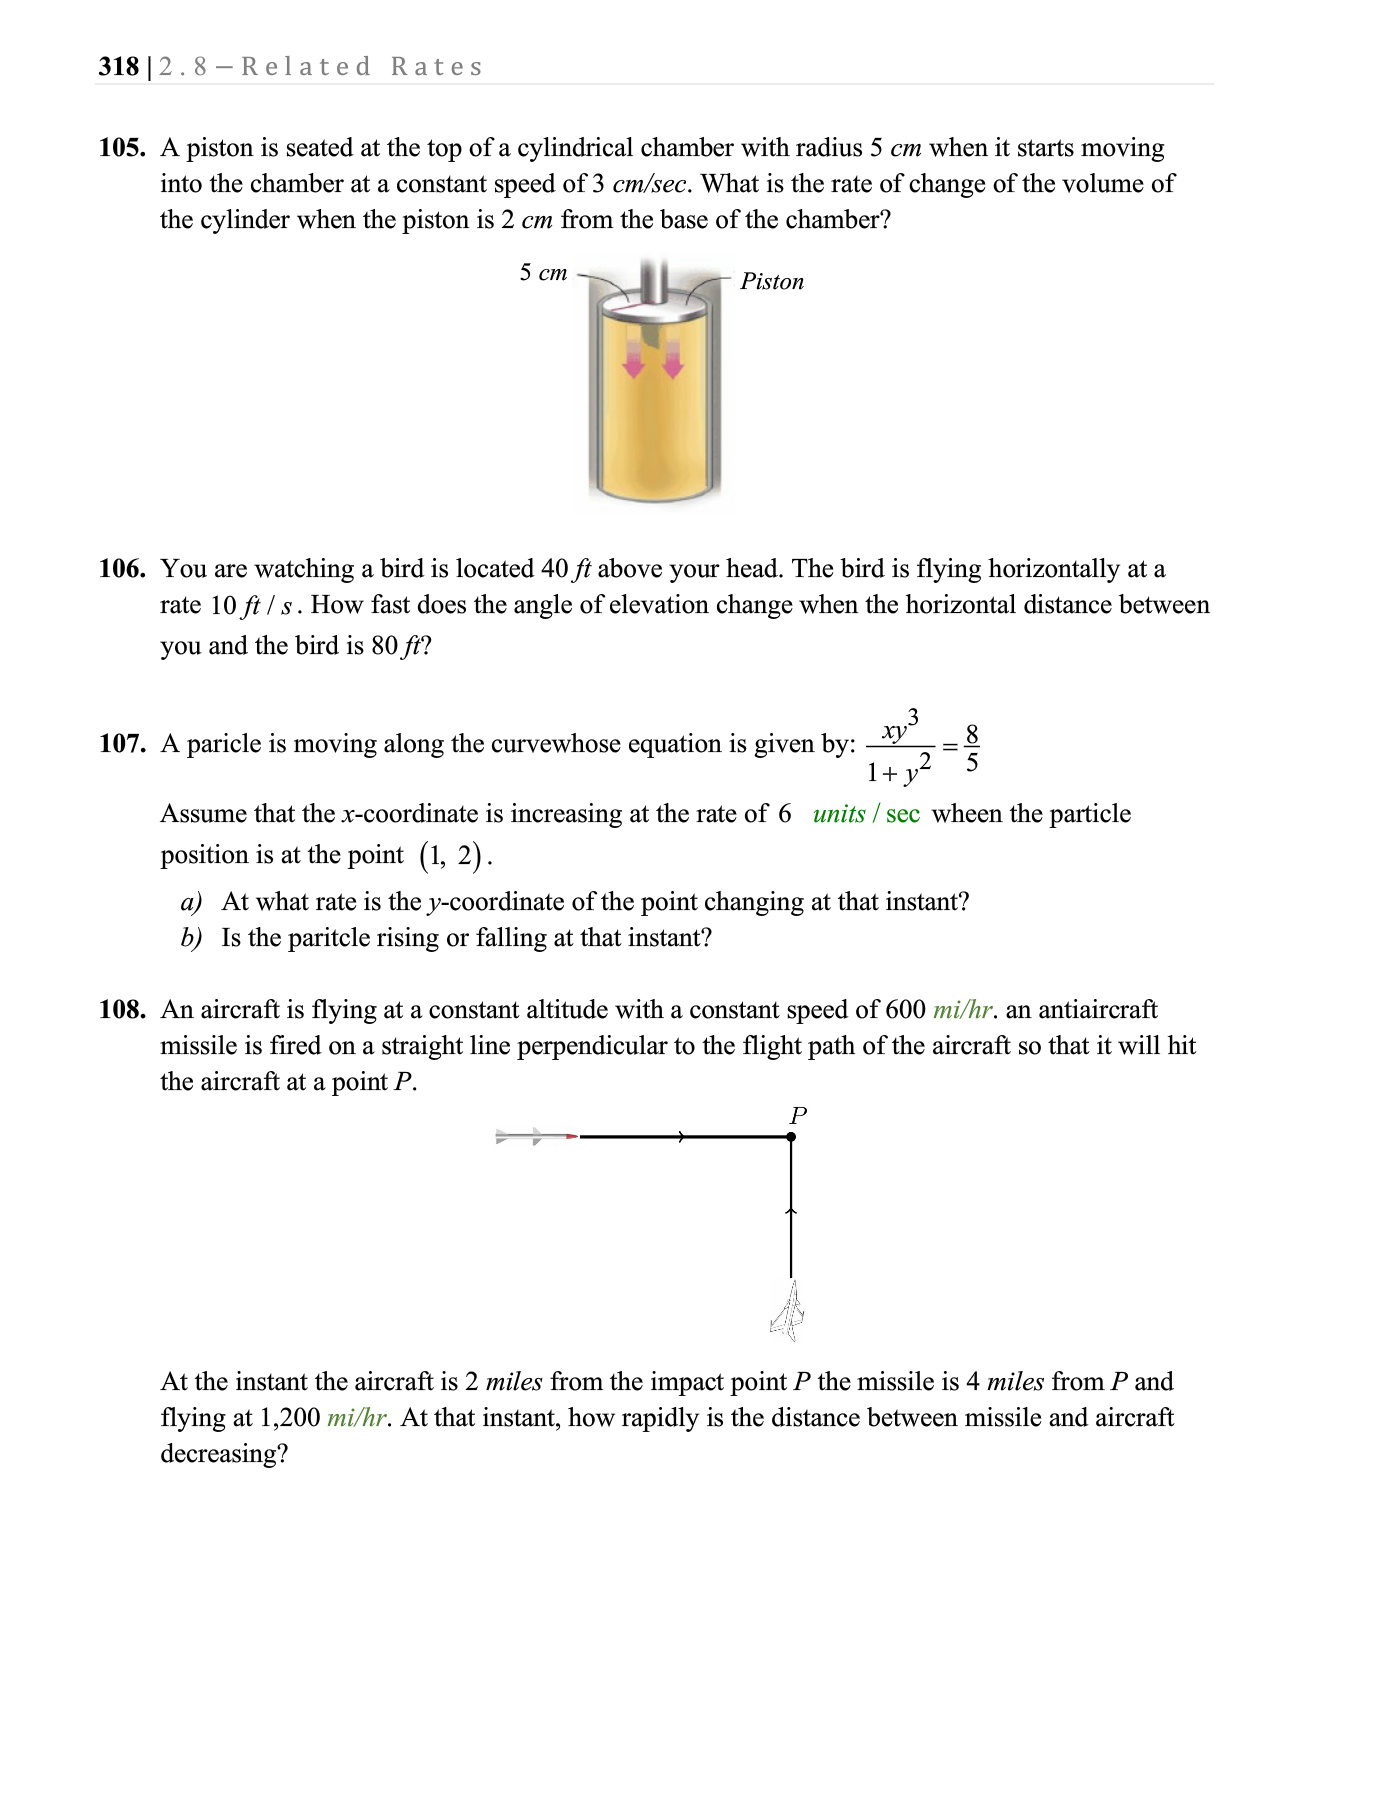 318 | 2.8 – Related Rates
105. A piston is seated at the top of a cylindrical chamber with radius 5 cm when it starts moving
into the chamber at a constant speed of 3 cm/sec. What is the rate of change of the volume of
the cylinder when the piston is 2 cm from the base of the chamber?
5 cm
Piston
106. You are watching a bird is located 40 ft above your head. The bird is flying horizontally at a
rate 10 ft / s. How fast does the angle of elevation change when the horizontal distance between
you and the bird is 80 ft?
107. A paricle is moving along the curvewhose equation is given by: xy³/(1 + y²) = 8/5
Assume that the x-coordinate is increasing at the rate of 6 units / sec wheen the particle
position is at the point (1, 2).
a) At what rate is the y-coordinate of the point changing at that instant?
b) Is the paritcle rising or falling at that instant?
108. An aircraft is flying at a constant altitude with a constant speed of 600 mi/hr. an antiaircraft
missile is fired on a straight line perpendicular to the flight path of the aircraft so that it will hit
the aircraft at a point P.
P
At the instant the aircraft is 2 miles from the impact point P the missile is 4 miles from P and
flying at 1,200 mi/hr. At that instant, how rapidly is the distance between missile and aircraft
decreasing?